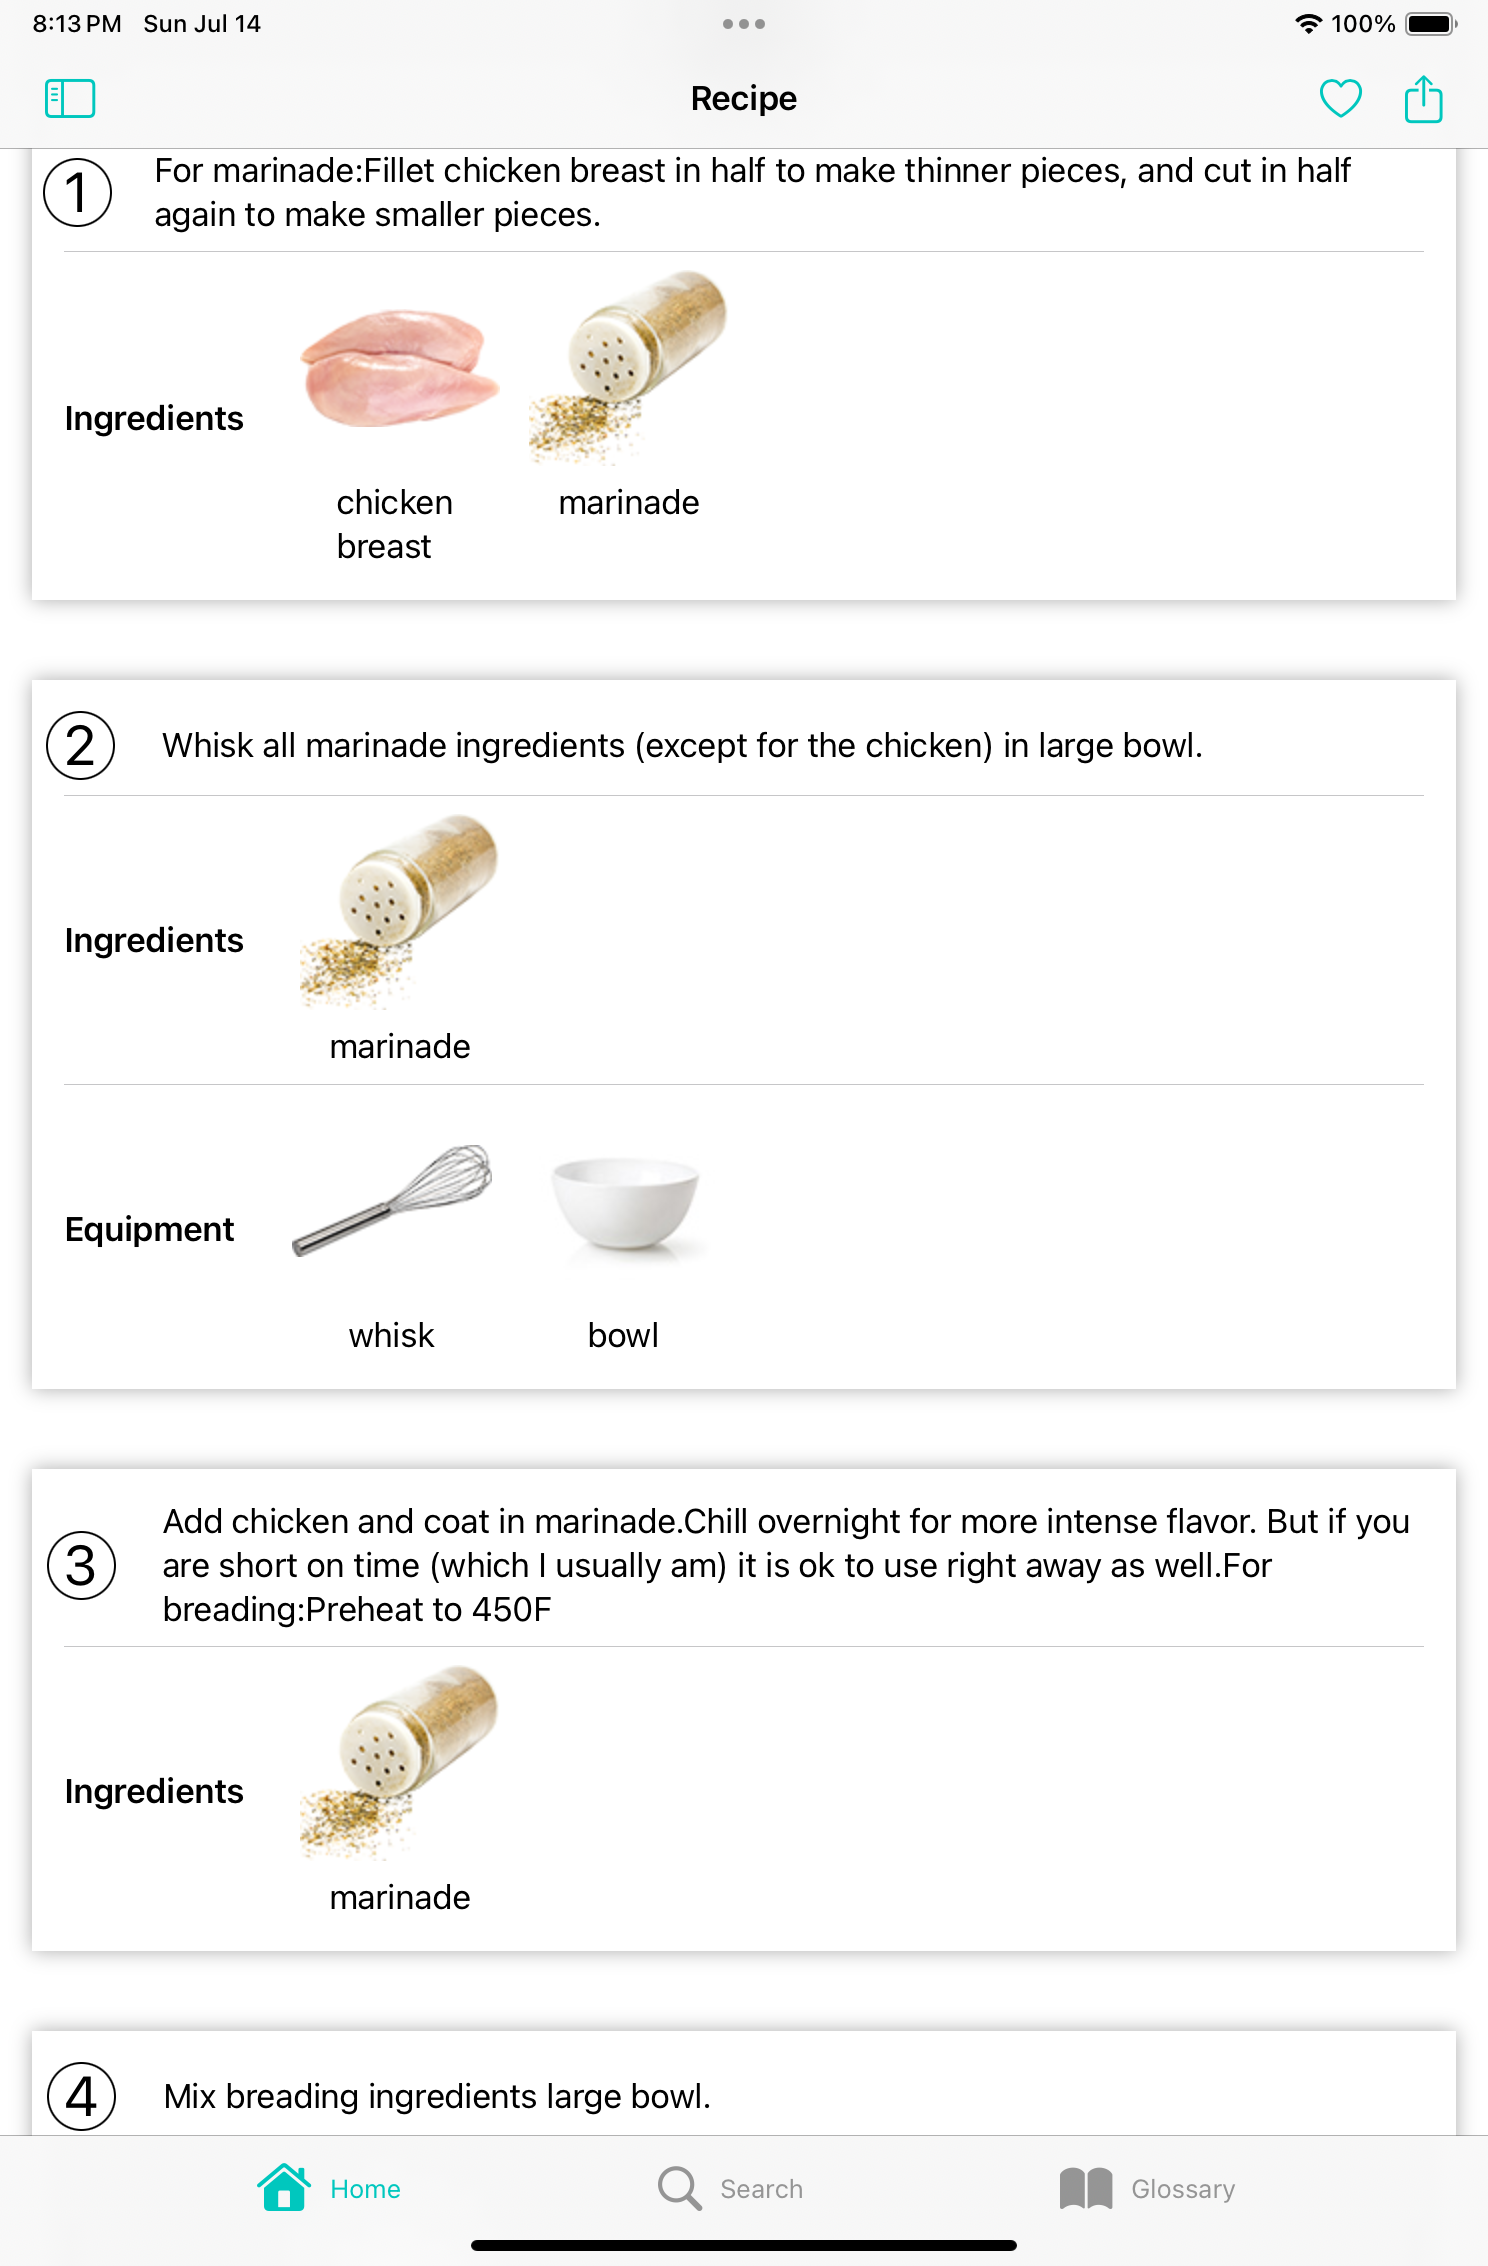 8:13 PM Sun Jul 14
100%
Recipe
1
For marinade:Fillet chicken breast in half to make thinner pieces, and cut in half
again to make smaller pieces.
Ingredients
chicken
breast
marinade
2
Whisk all marinade ingredients (except for the chicken) in large bowl.
Ingredients
marinade
Equipment
whisk
bowl
3
Add chicken and coat in marinade.Chill overnight for more intense flavor. But if you
are short on time (which I usually am) it is ok to use right away as well.For
breading:Preheat to 450F
Ingredients
marinade
4
Mix breading ingredients large bowl.
Home
Search
Glossary